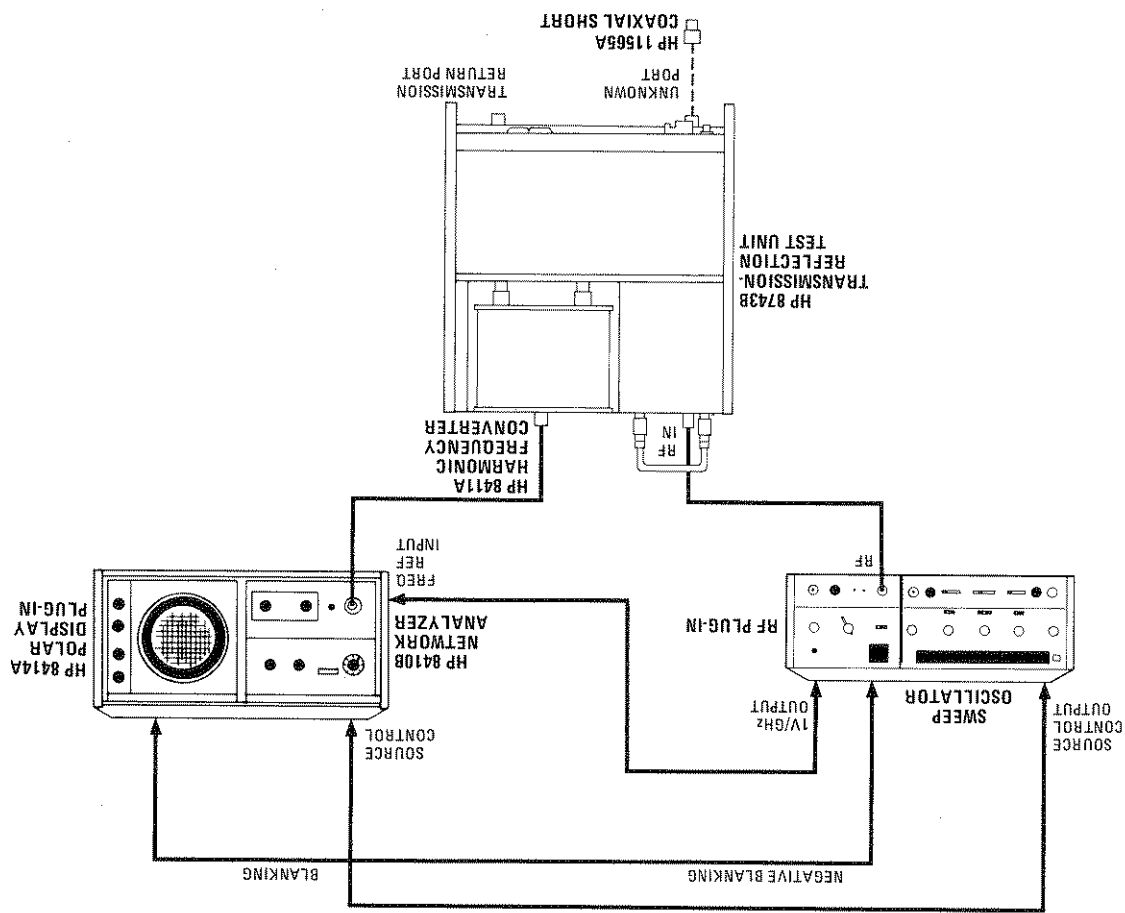 NEGATIVE BLANKING
BLANKING
SOURCE
CONTROL
OUTPUT
SWEEP
OSCILLATOR
1V/GHz
OUTPUT
SOURCE
CONTROL
RF PLUG-IN
RF
HP 8410B
NETWORK
ANALYZER
FREQ
REF
INPUT
HP 8414A
POLAR
DISPLAY
PLUG-IN
RF
IN
HP 8411A
HARMONIC
FREQUENCY
CONVERTER
HP 8743B
TRANSMISSION-
REFLECTION
TEST UNIT
UNKNOWN
PORT
TRANSMISSION
RETURN PORT
HP 11565A
COAXIAL SHORT